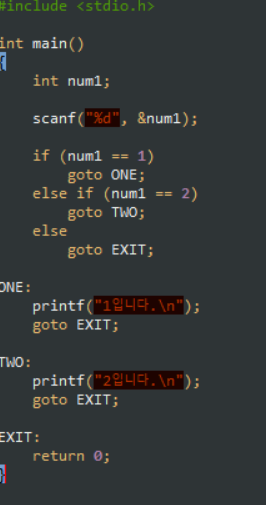 #include <stdio.h>
int main()
{
int num1;
scanf("%d", &num1);
if (num1 == 1)
goto ONE;
else if (num1 == 2)
goto TWO;
else
goto EXIT;
ONE:
printf("1입니다.\n");
goto EXIT;
TWO:
printf("2입니다.\n");
goto EXIT;
EXIT:
return 0;
}